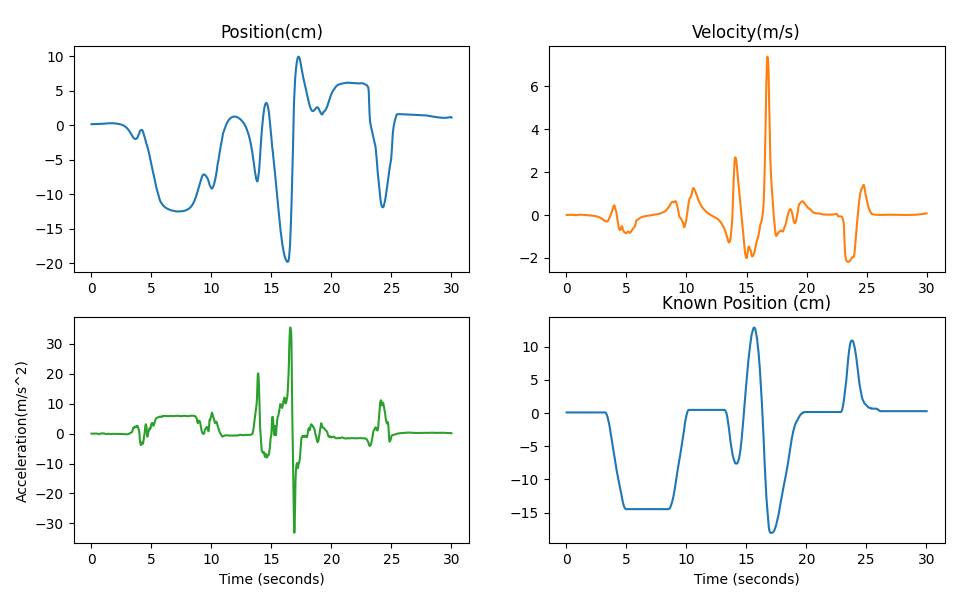 Position(cm)
10
5
0
−5
−10
−15
−20
0 5 10 15 20 25 30
Velocity(m/s)
6
4
2
0
−2
0 5 10 15 20 25 30
Acceleration(m/s^2)
30
20
10
0
−10
−20
−30
0 5 10 15 20 25 30
Time (seconds)
Known Position (cm)
10
5
0
−5
−10
−15
0 5 10 15 20 25 30
Time (seconds)